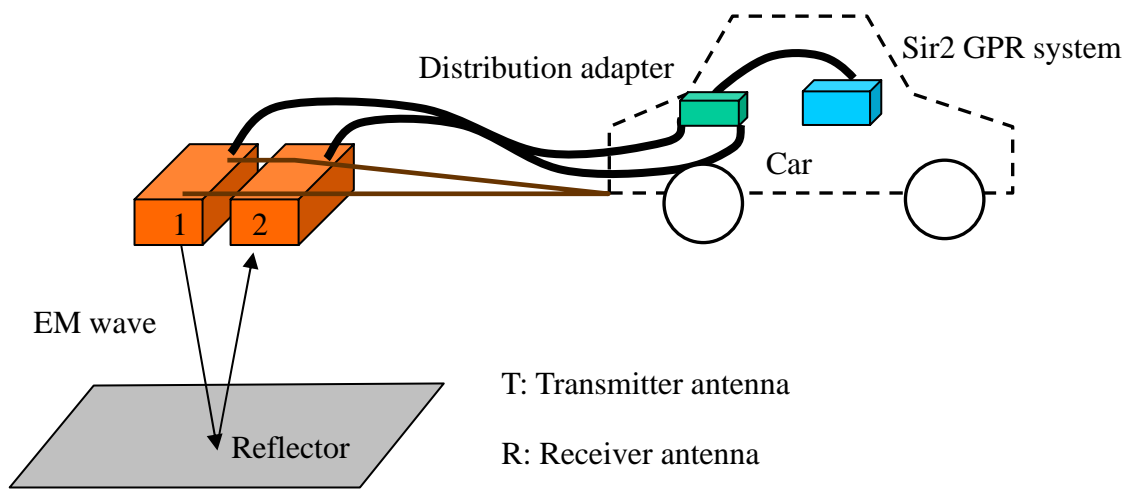 Sir2 GPR system
Distribution adapter
Car
1 2
EM wave
T: Transmitter antenna
Reflector
R: Receiver antenna